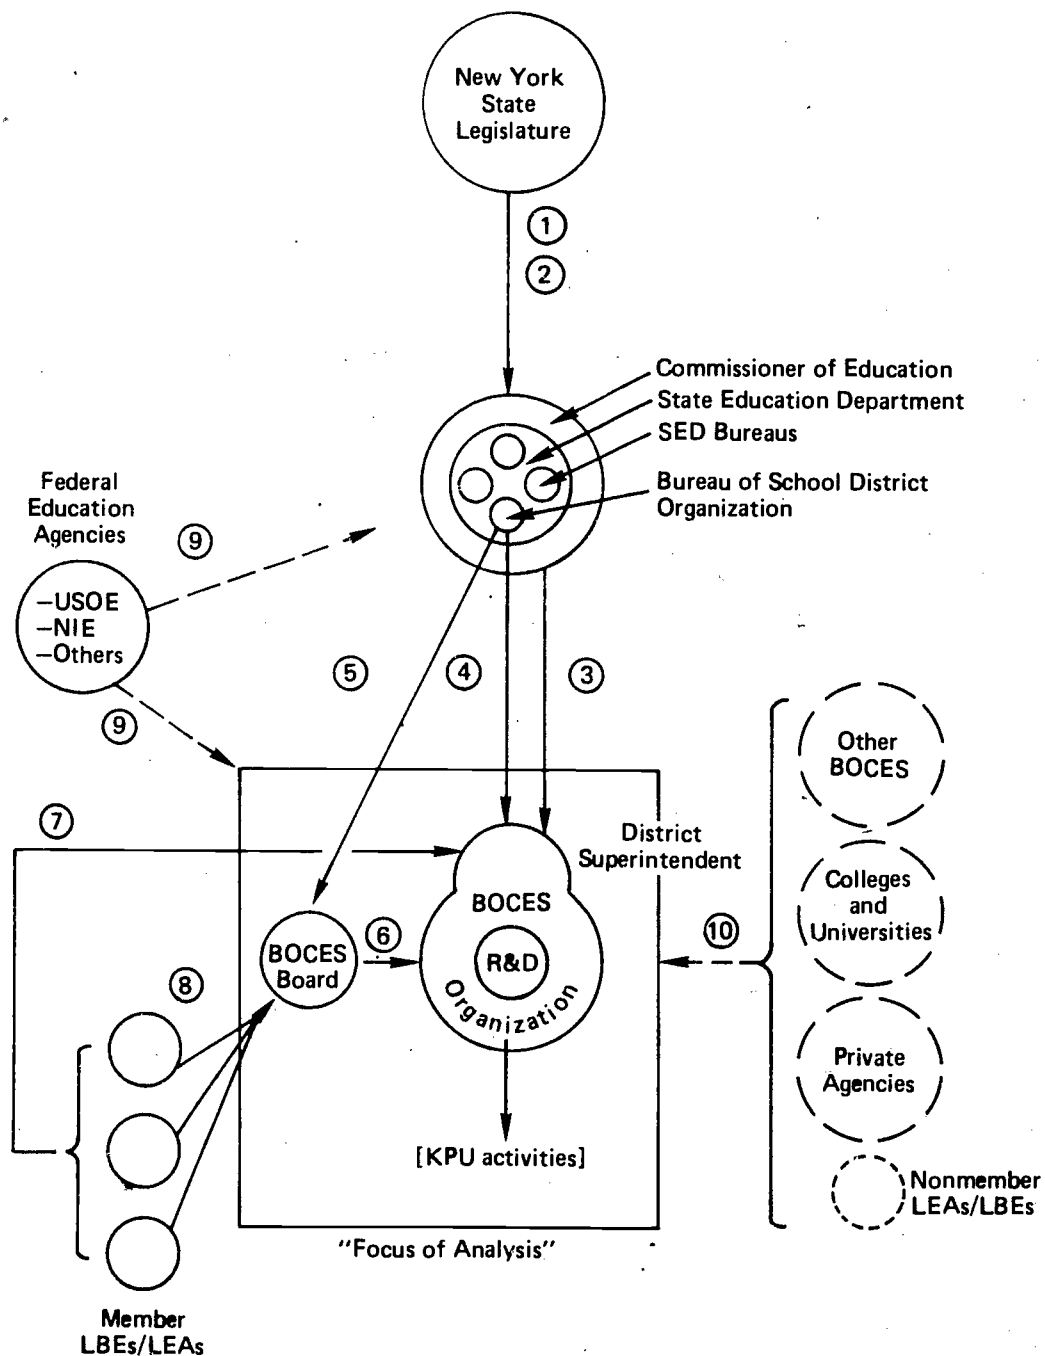 New York
State
Legislature
1
2
Commissioner of Education
State Education Department
SED Bureaus
Bureau of School District
Organization
Federal
Education
Agencies
9
—USOE
—NIE
—Others
9
5
4
3
Other
BOCES
7
District
Superintendent
Colleges
and
Universities
BOCES
R&D
Organization
10
6
BOCES
Board
8
Private
Agencies
[KPU activities]
Nonmember
LEAs/LBEs
"Focus of Analysis"
Member
LBEs/LEAs